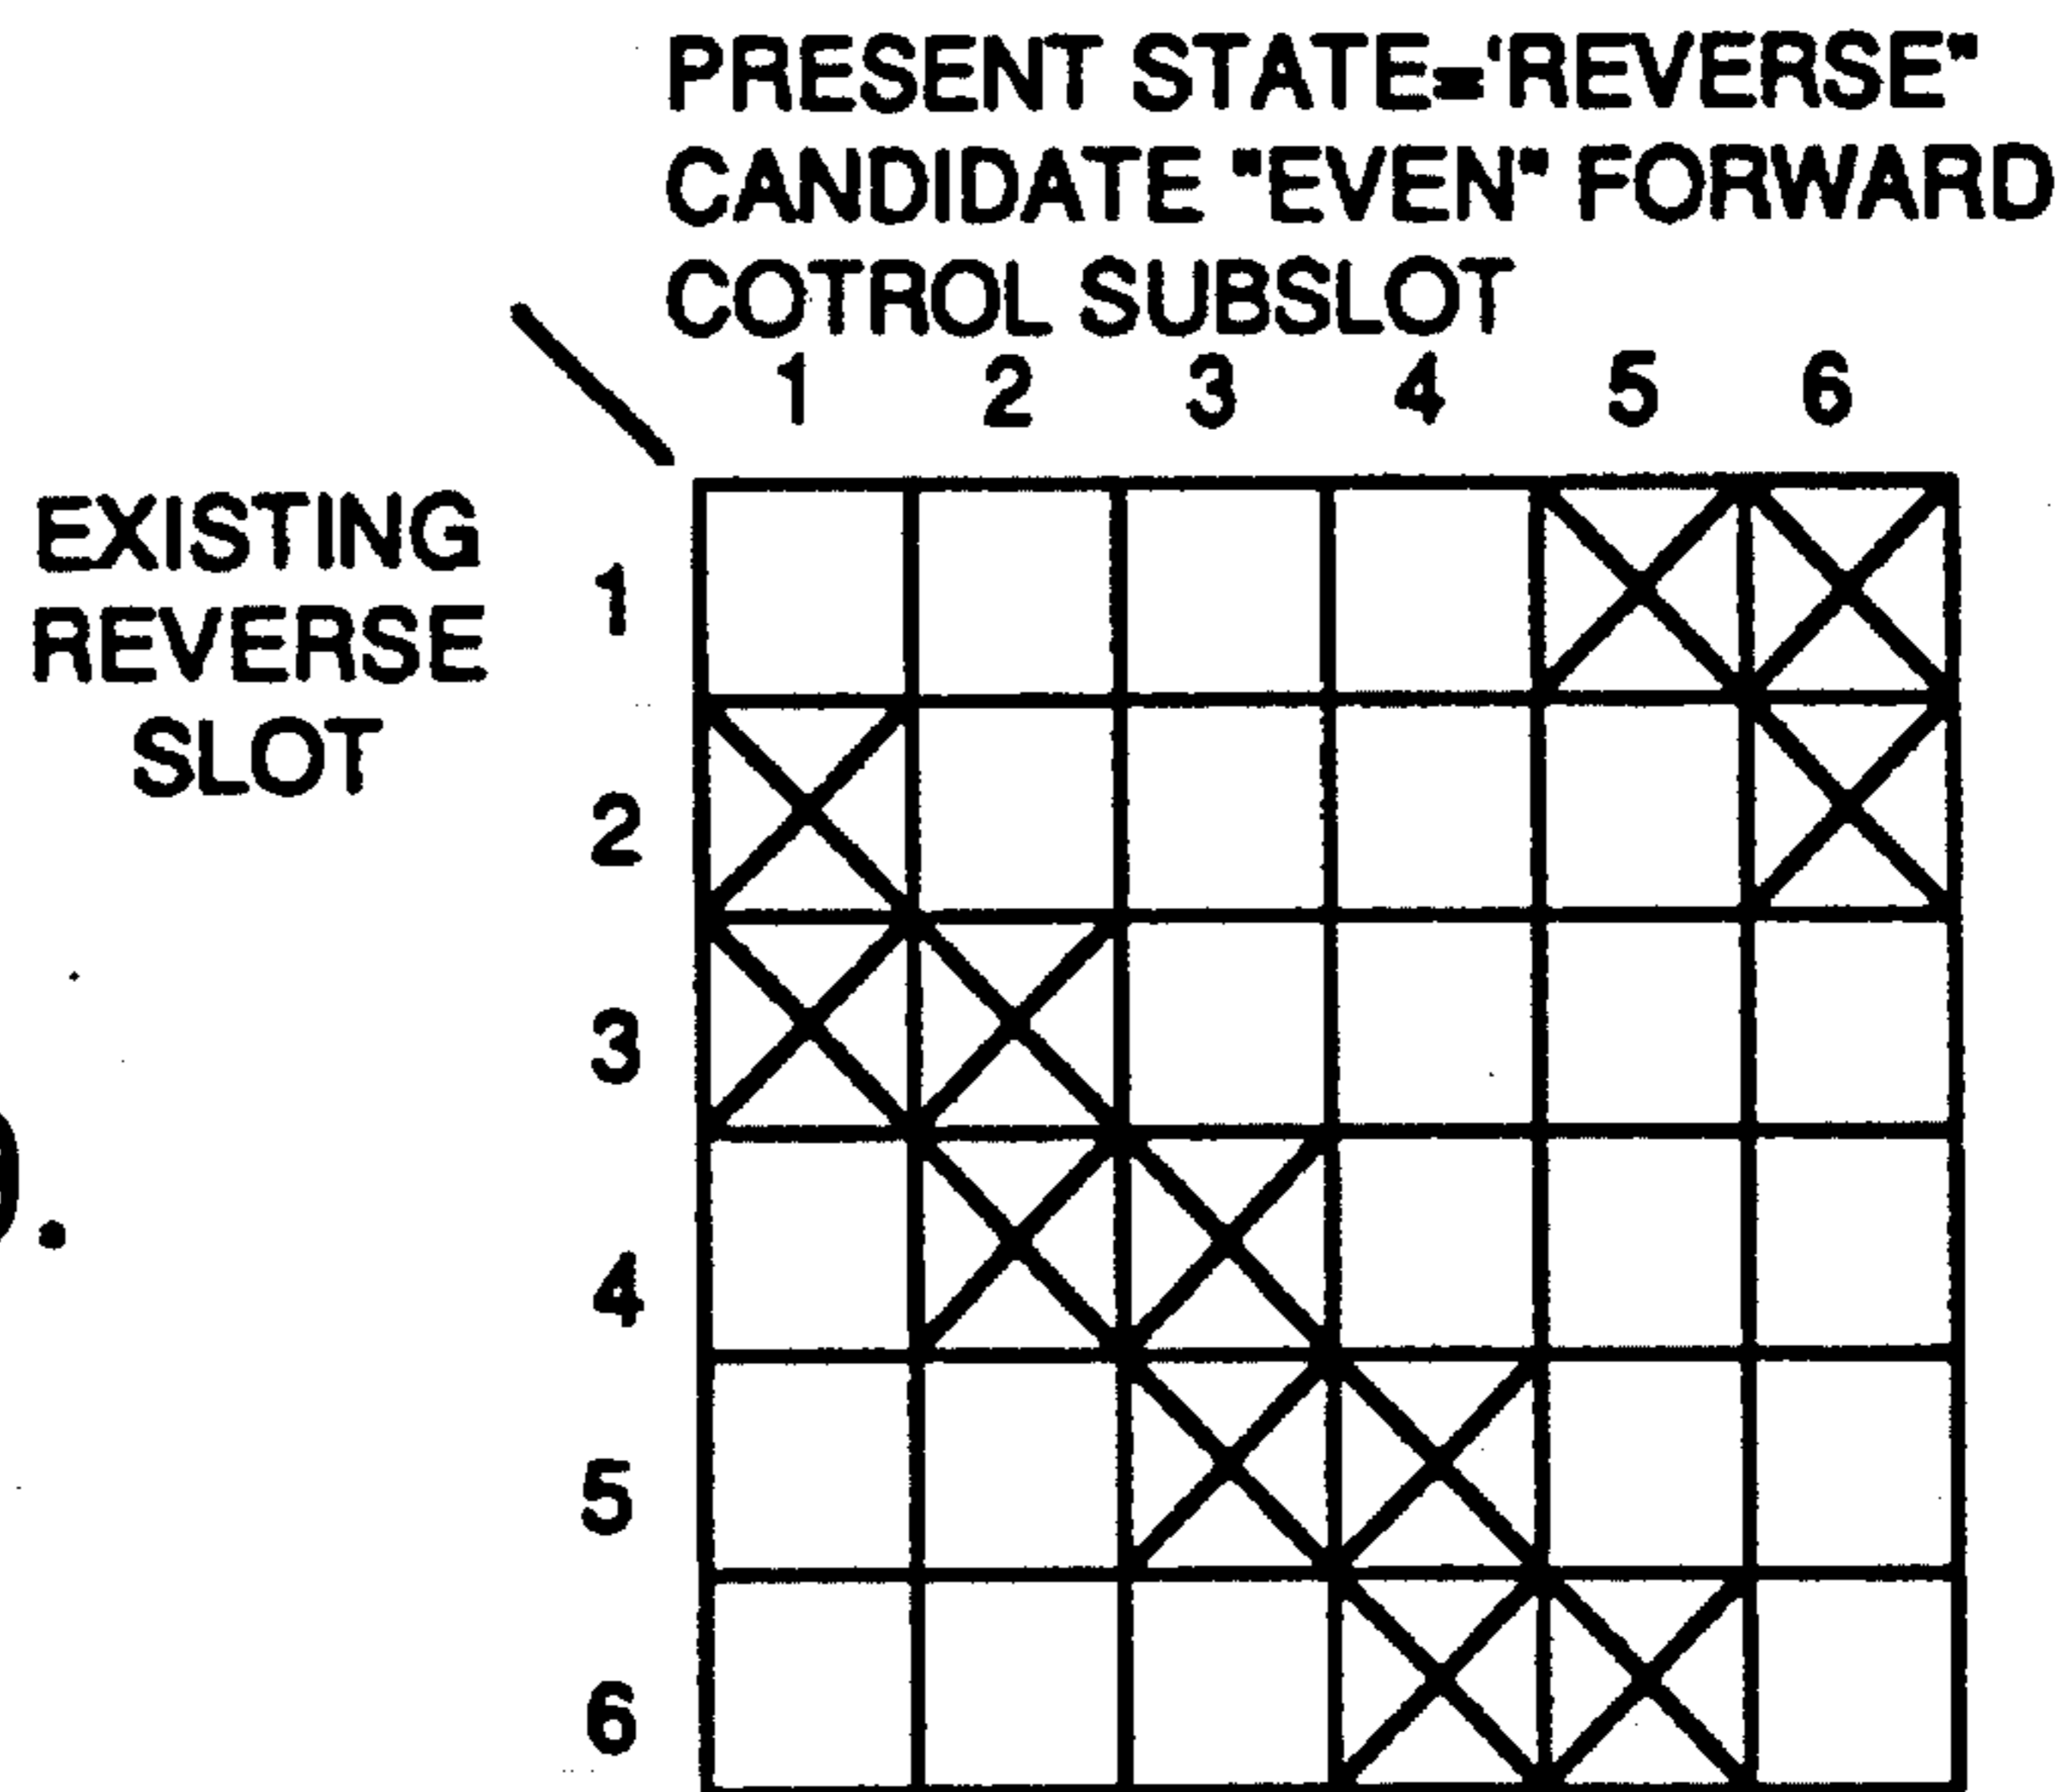 PRESENT STATE='REVERSE"
CANDIDATE "EVEN" FORWARD
COTROL SUBSLOT
1 2 3 4 5 6
EXISTING
REVERSE
SLOT
1
2
3
4
5
6